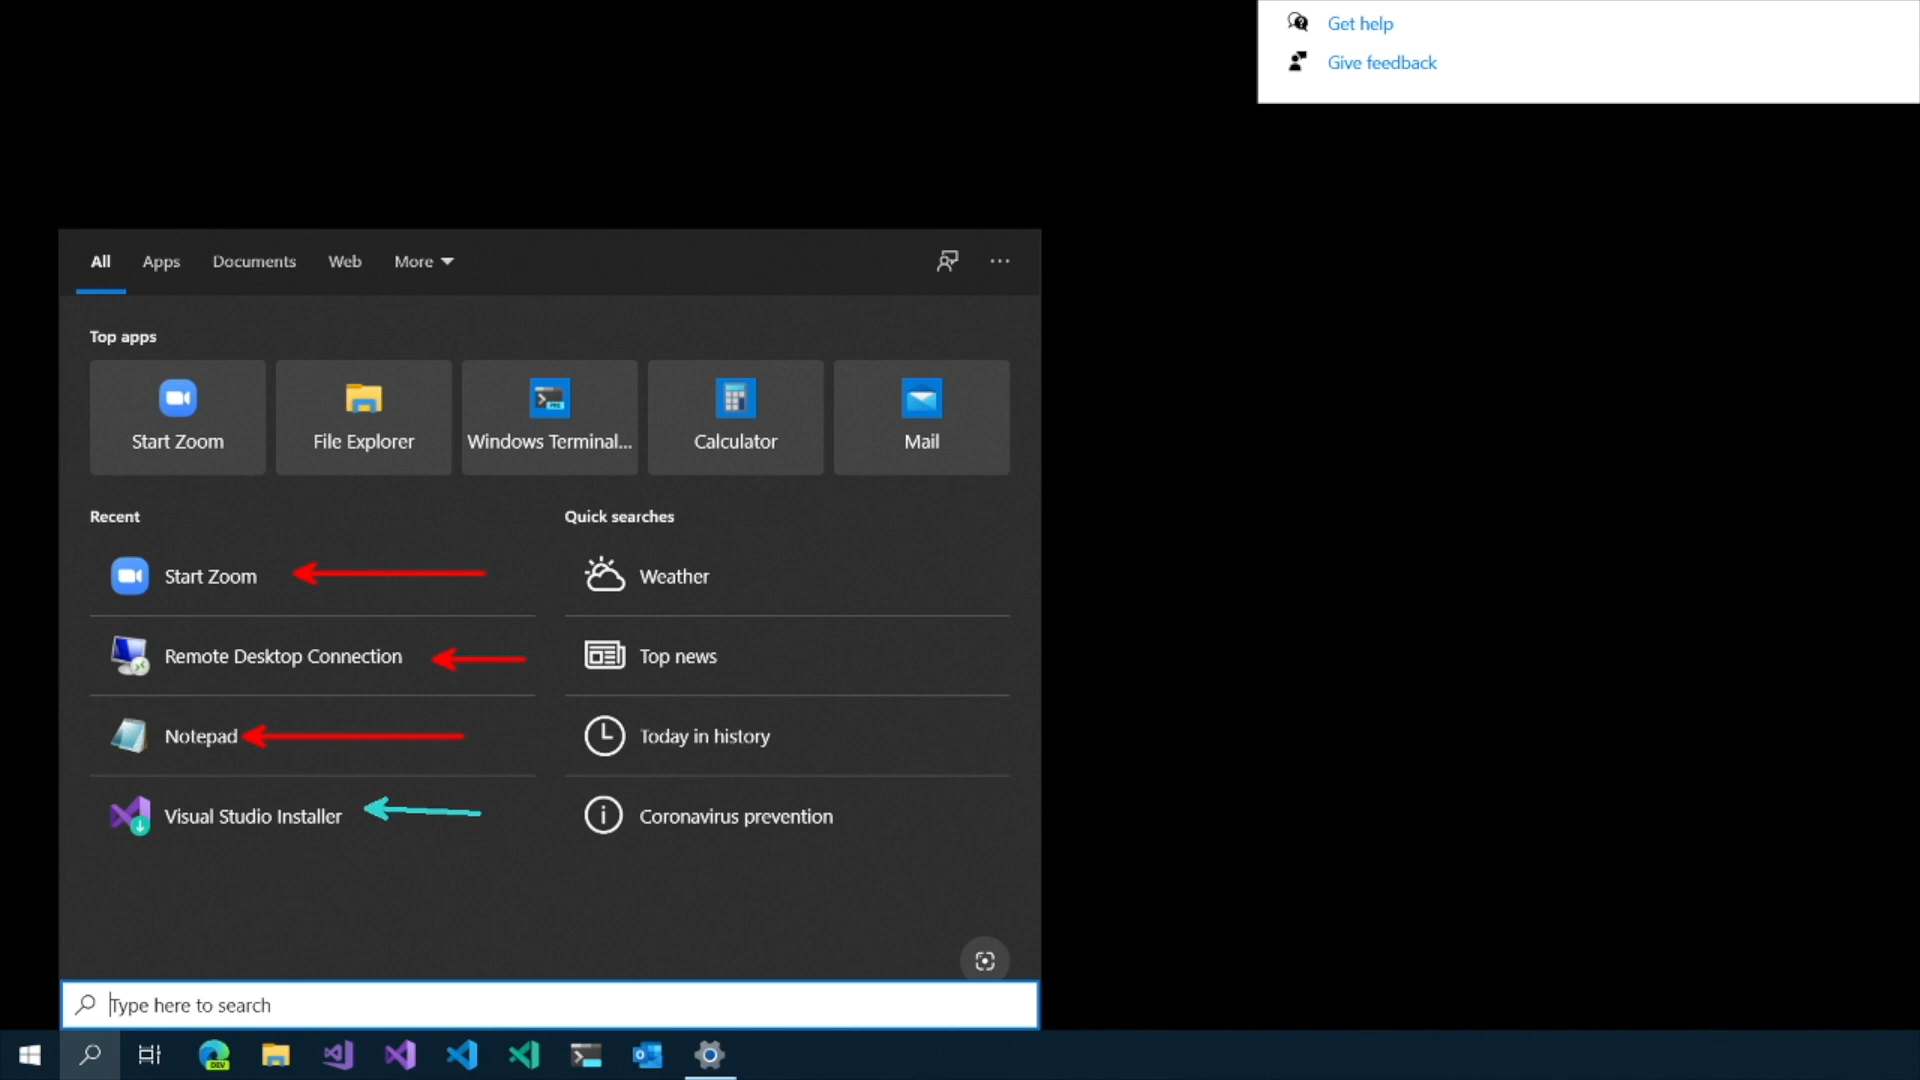 Get help
Give feedback
All Apps Documents Web More
Top apps
Start Zoom File Explorer Windows Terminal... Calculator Mail
Recent Quick searches
Start Zoom Weather
Remote Desktop Connection Top news
Notepad Today in history
Visual Studio Installer Coronavirus prevention
Type here to search
DEV